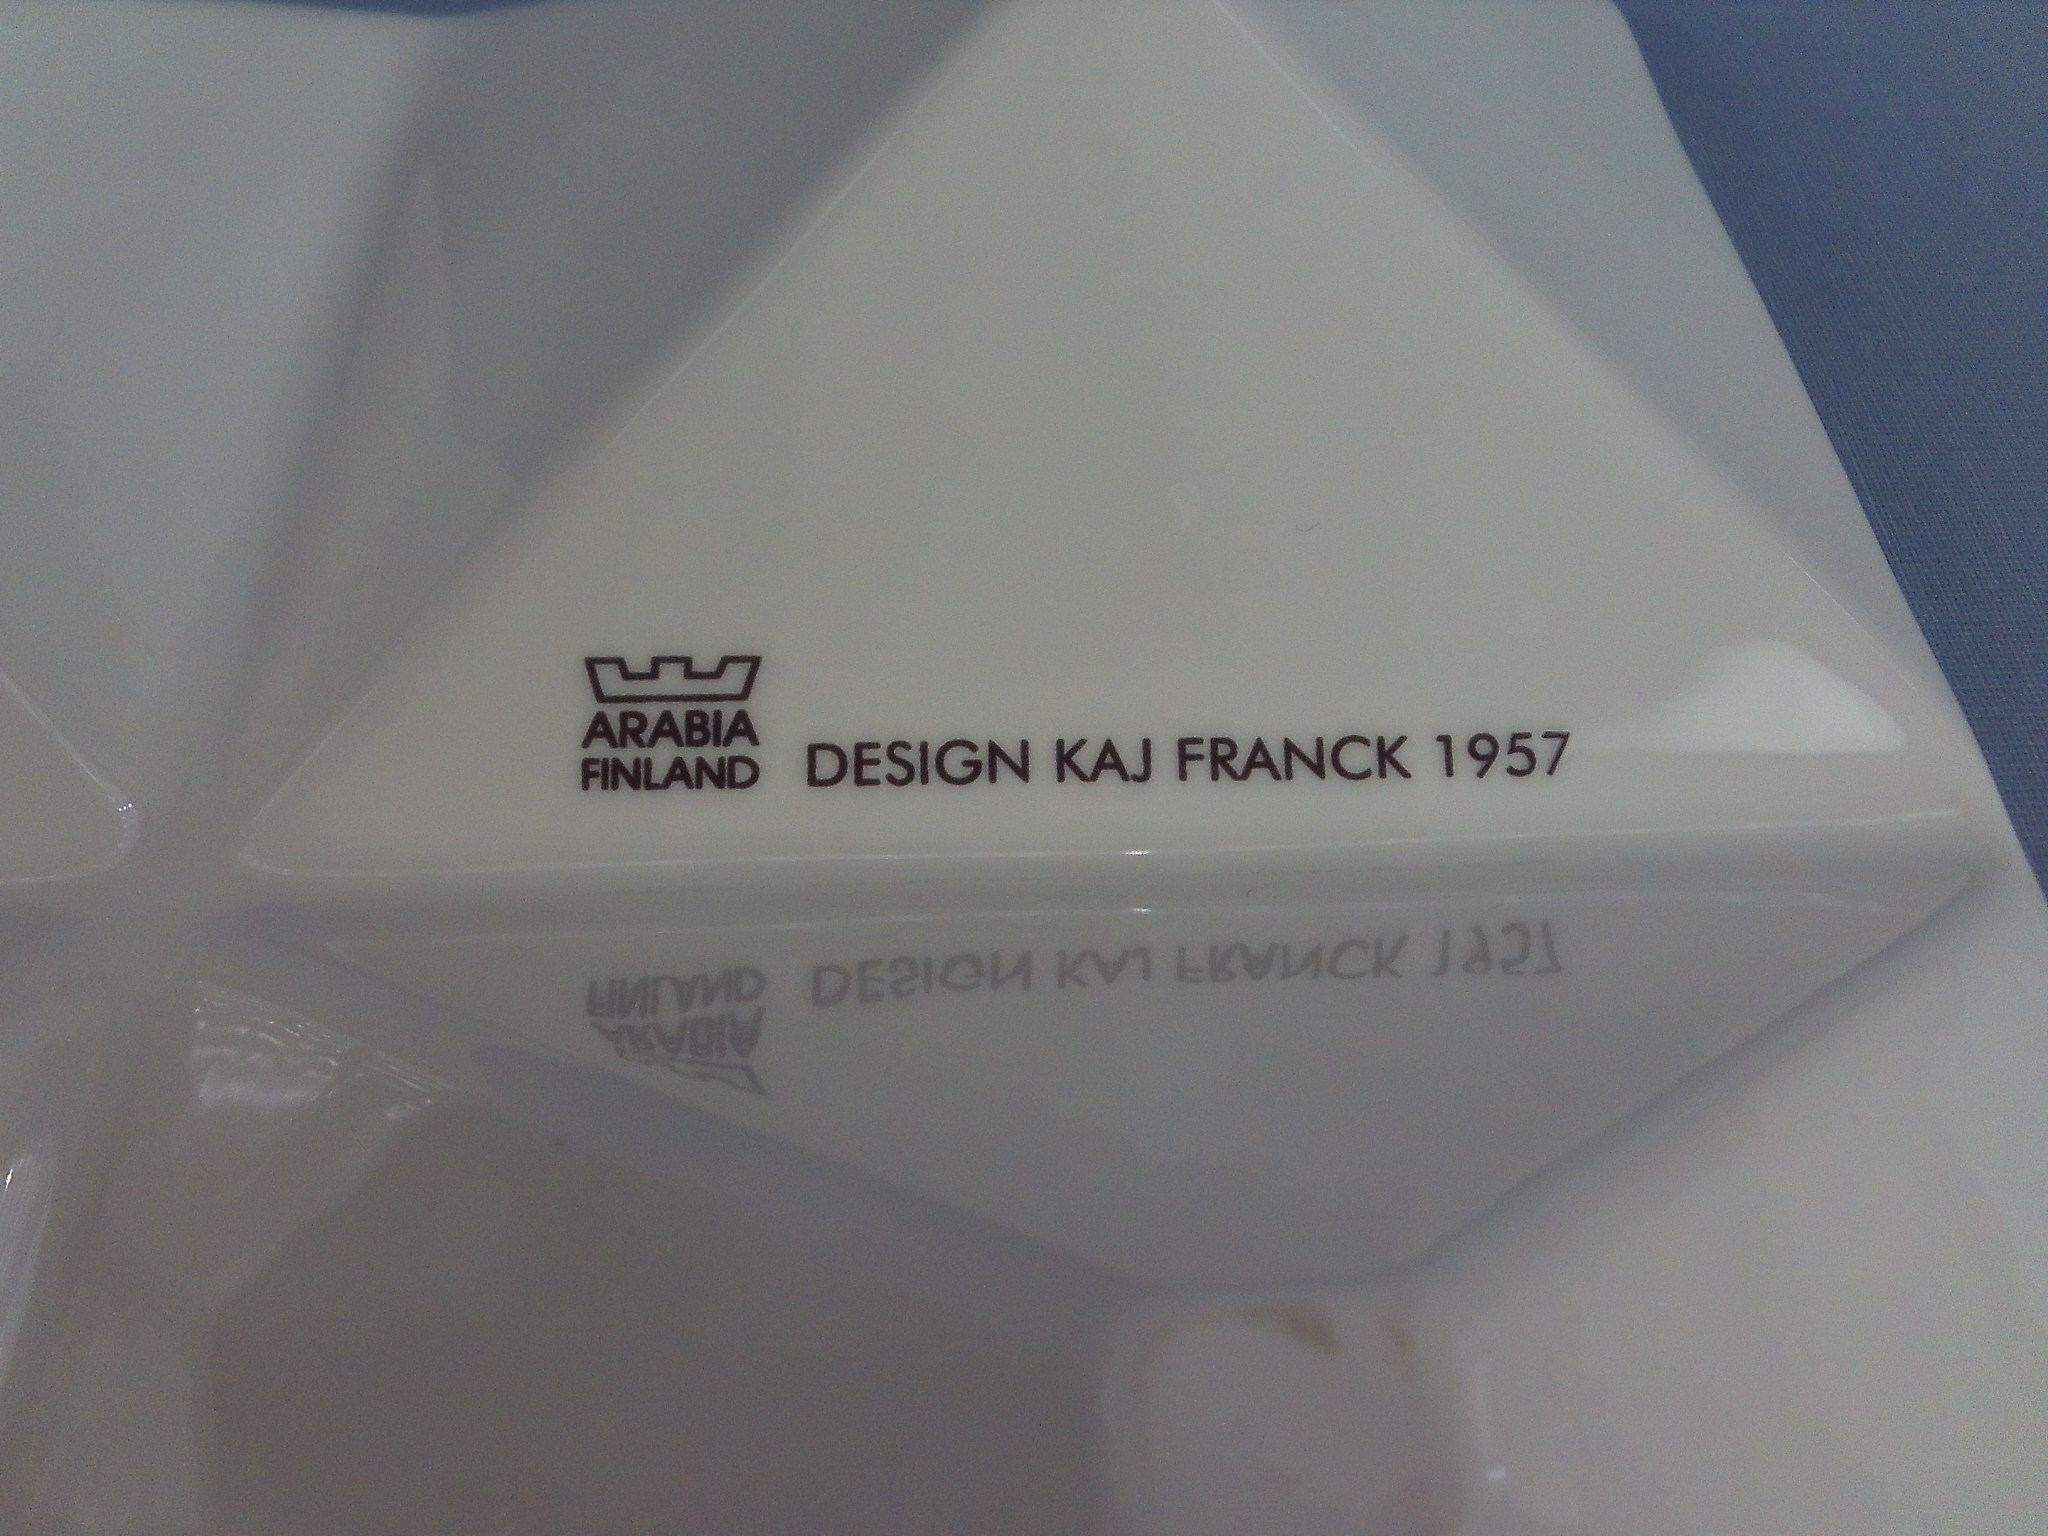 ARABIA
FINLAND
DESIGN KAJ FRANCK 1957